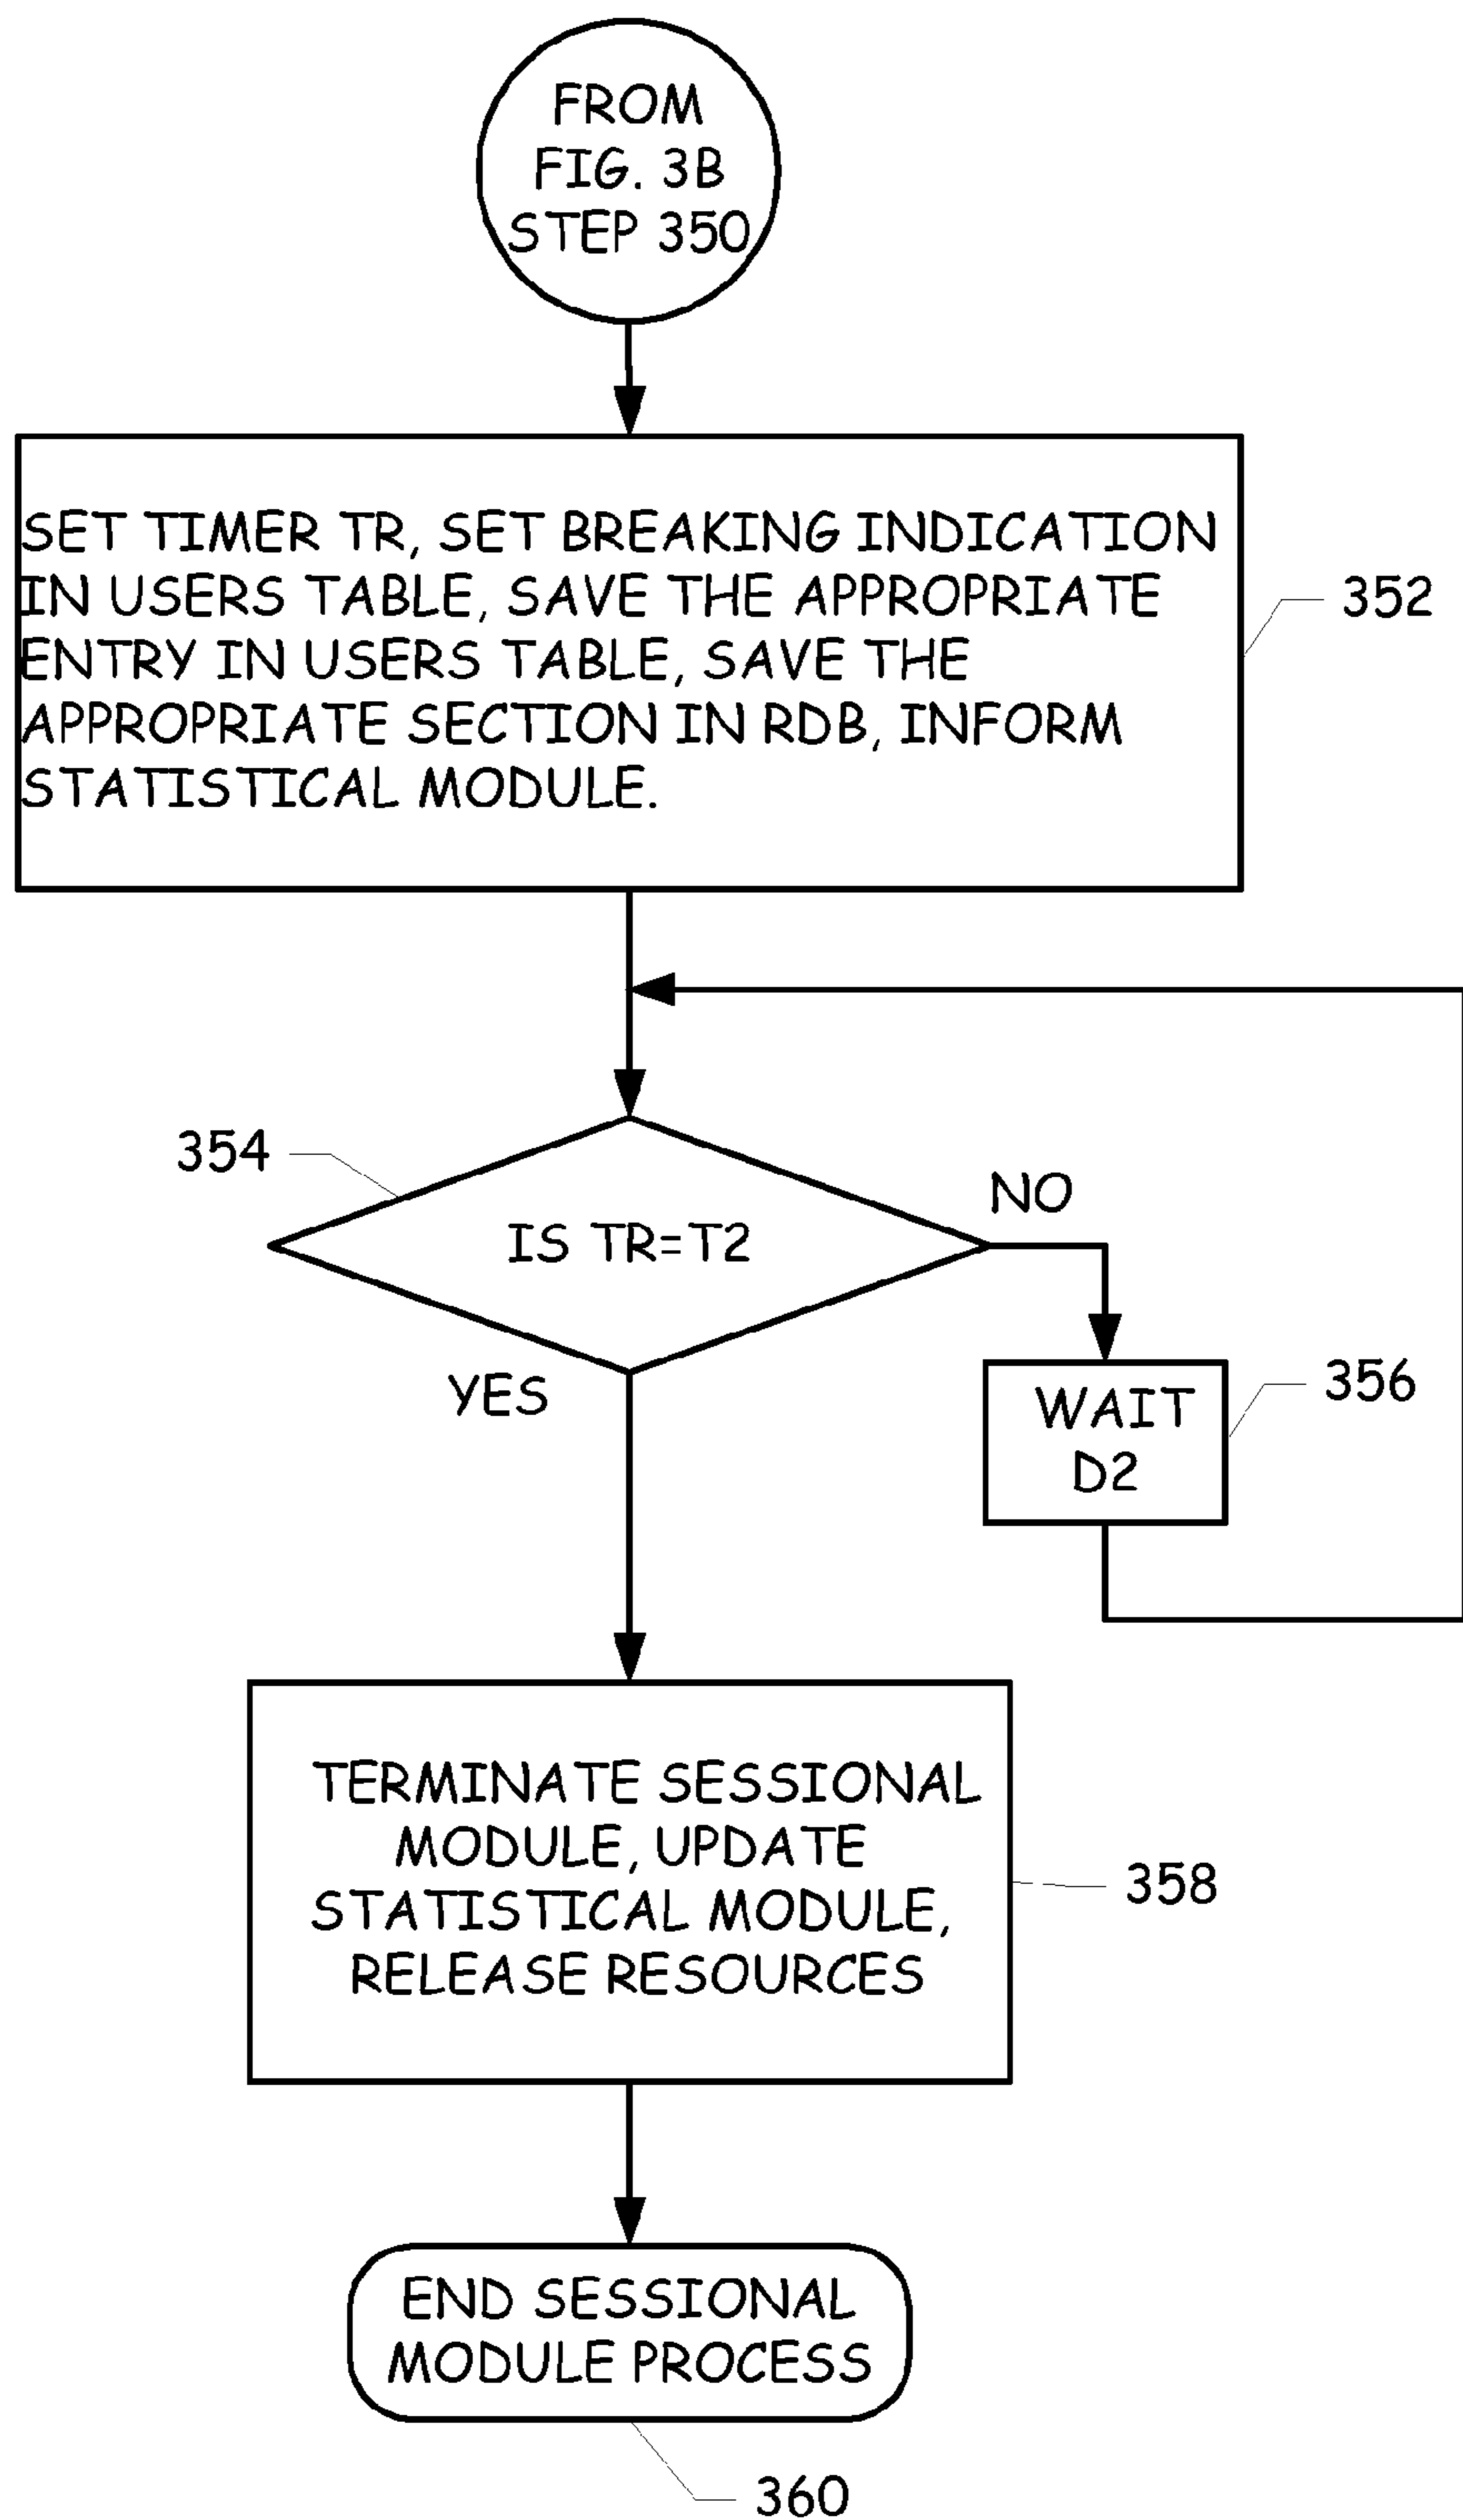 FROM
FIG. 3B
STEP 350
SET TIMER TR, SET BREAKING INDICATION
IN USERS TABLE, SAVE THE APPROPRIATE
ENTRY IN USERS TABLE, SAVE THE
APPROPRIATE SECTION IN RDB, INFORM
STATISTICAL MODULE.
352
354
IS TR=T2
NO
YES
WAIT
D2
356
TERMINATE SESSIONAL
MODULE, UPDATE
STATISTICAL MODULE,
RELEASE RESOURCES
358
END SESSIONAL
MODULE PROCESS
360